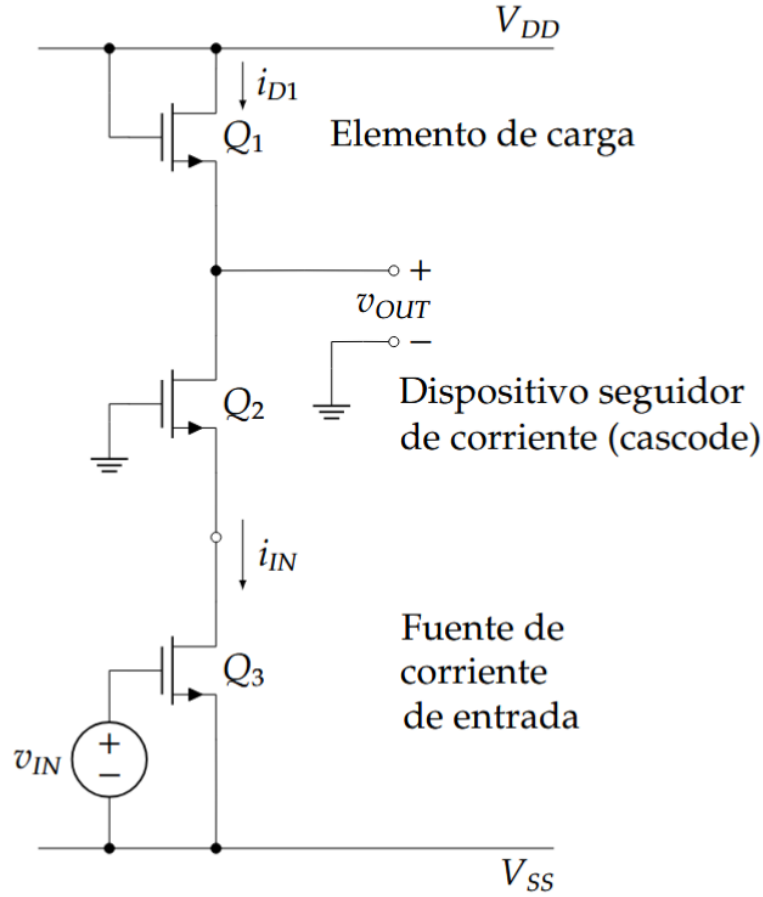 V_DD
i_D1
Q_1
Elemento de carga
+
v_OUT
−
Q_2
Dispositivo seguidor
de corriente (cascode)
i_IN
Q_3
Fuente de
corriente
de entrada
v_IN
+
−
V_SS